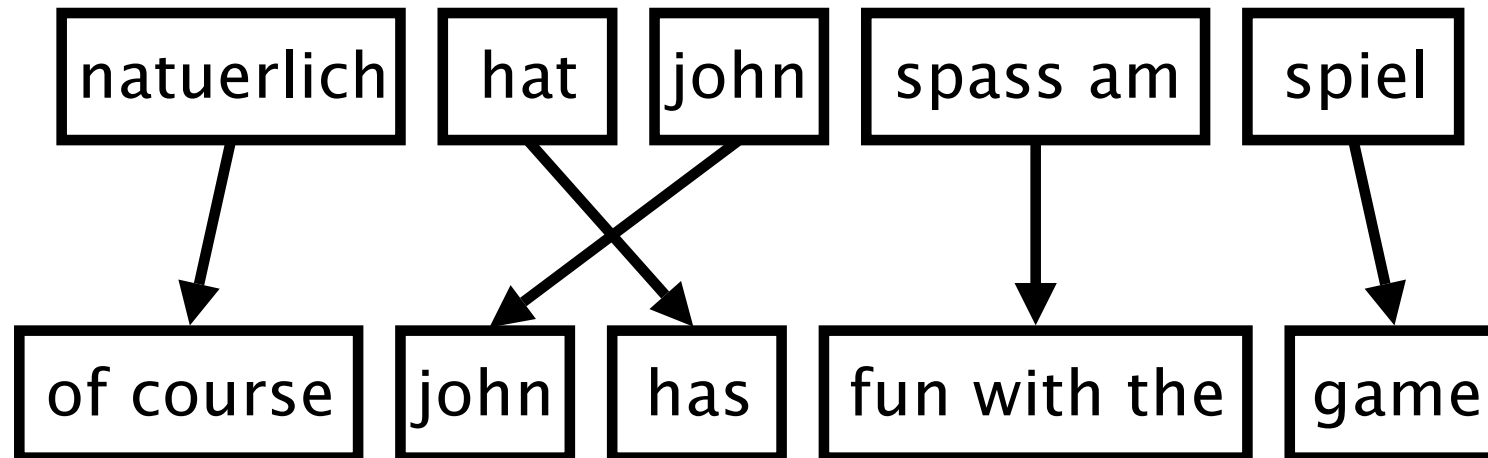 natuerlich hat john spass am spiel
of course john has fun with the game